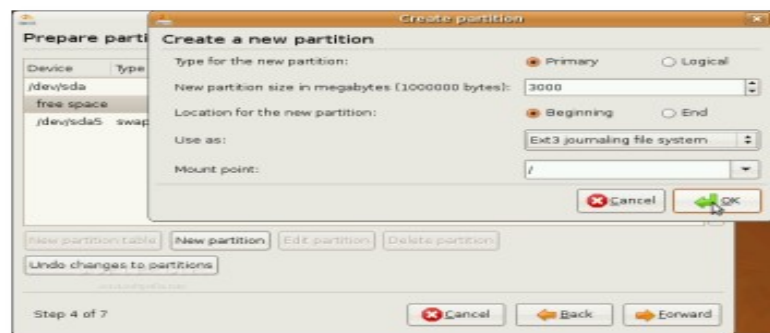 Create partition
Prepare parti
Create a new partition
Device Type
Type for the new partition: Primary Logical
/dev/sda
New partition size in megabytes (1000000 bytes): 3000
free space
Location for the new partition: Beginning End
/dev/sda5 swap
Use as: Ext3 journaling file system
Mount point: /
Cancel OK
New partition table New partition Edit partition Delete partition
Undo changes to partitions
Step 4 of 7 Cancel Back Forward